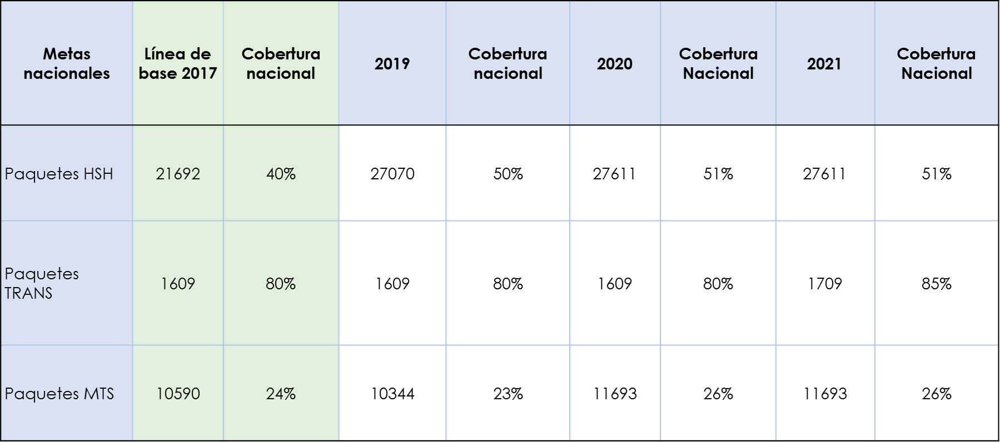 Metas
nacionales
Línea de
base 2017
Cobertura
nacional
2019
Cobertura
nacional
2020
Cobertura
Nacional
2021
Cobertura
Nacional
Paquetes HSH
21692
40%
27070
50%
27611
51%
27611
51%
Paquetes
TRANS
1609
80%
1609
80%
1609
80%
1709
85%
Paquetes MTS
10590
24%
10344
23%
11693
26%
11693
26%